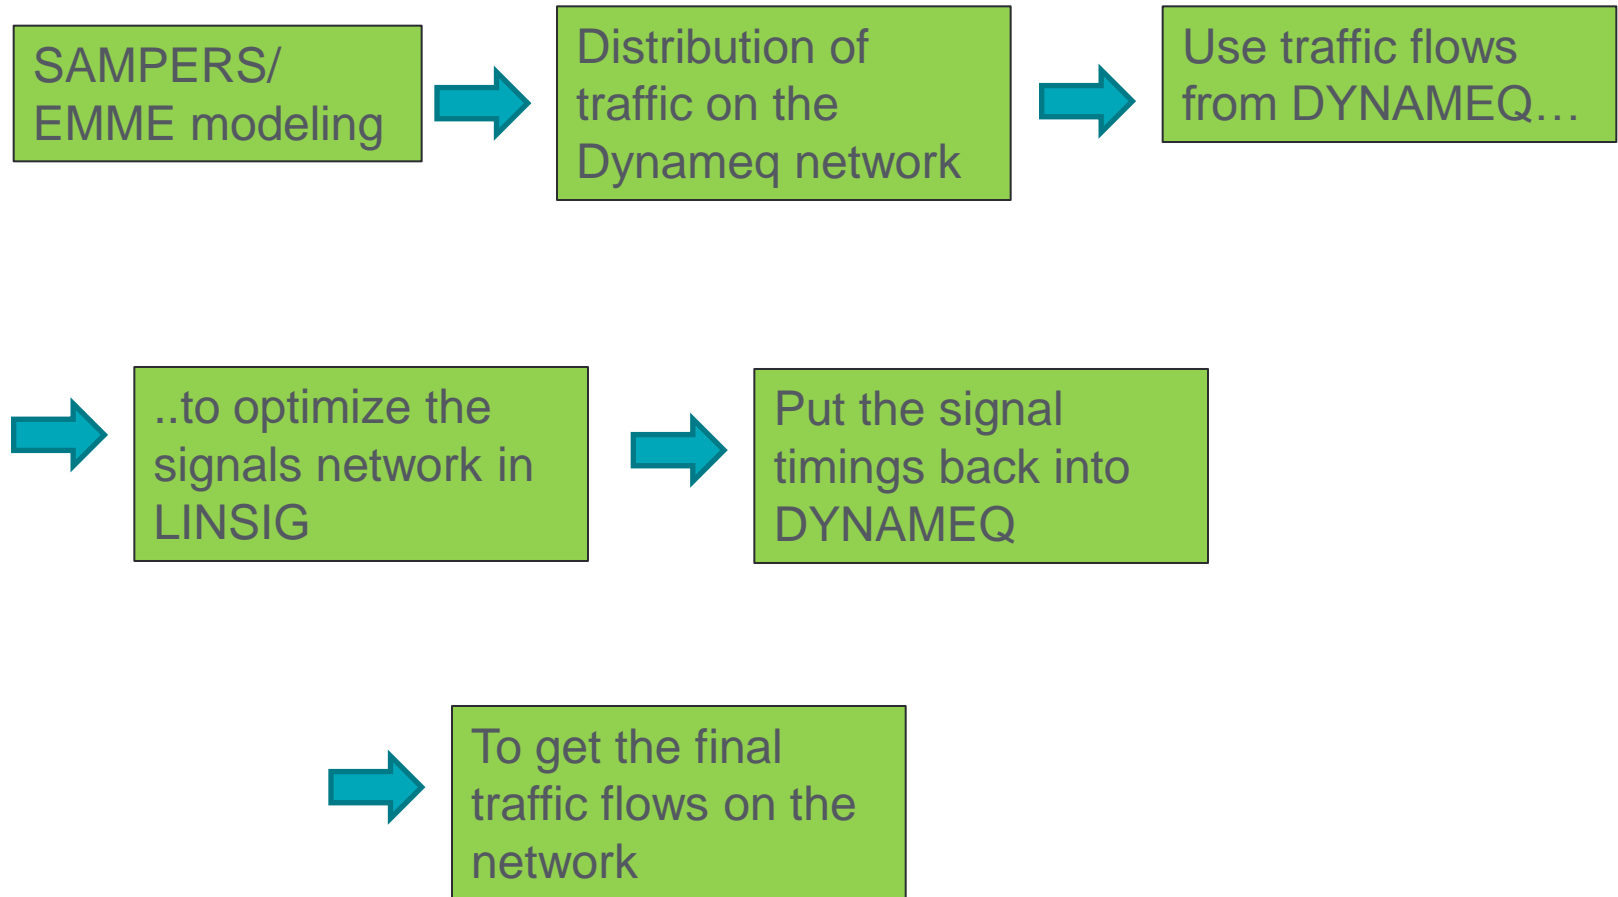 SAMPERS/
EMME modeling
Distribution of
traffic on the
Dynameq network
Use traffic flows
from DYNAMEQ…
..to optimize the
signals network in
LINSIG
Put the signal
timings back into
DYNAMEQ
To get the final
traffic flows on the
network